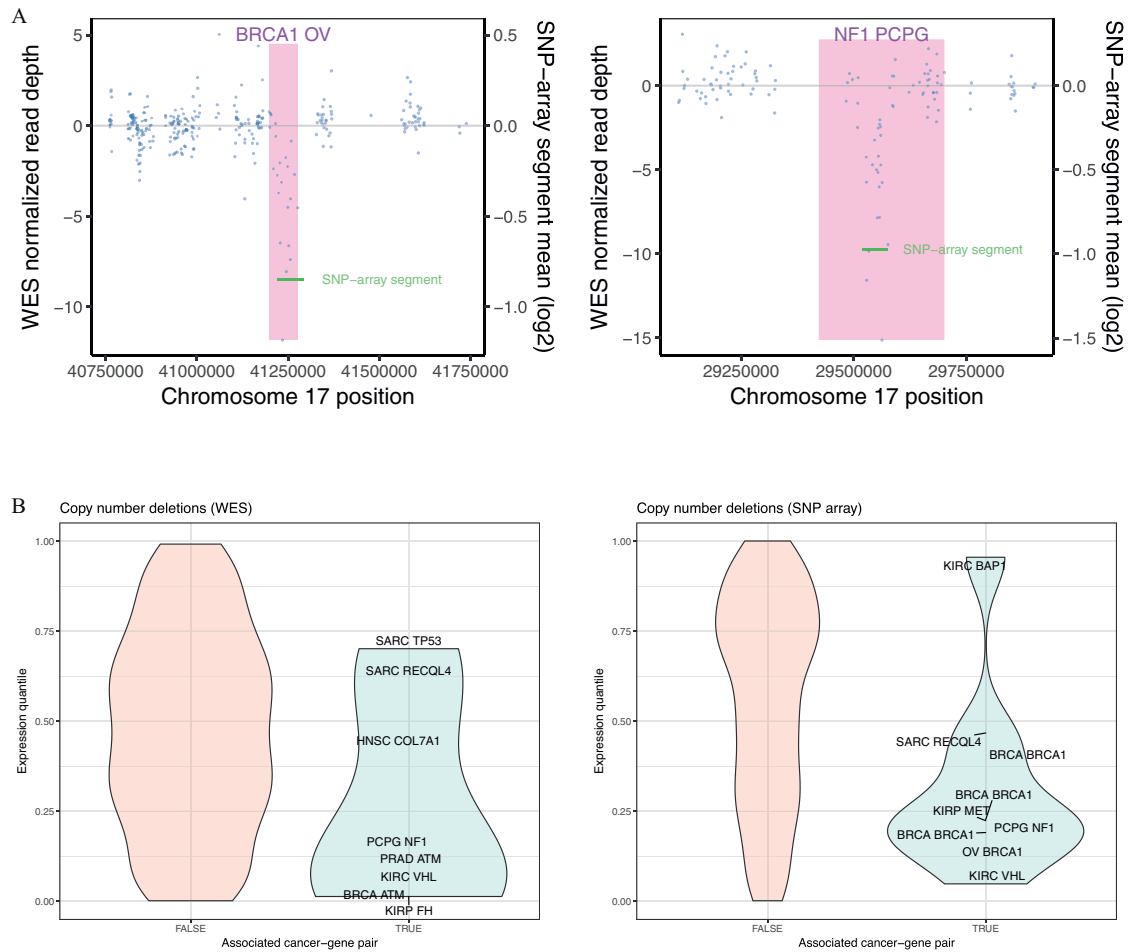 A
BRCA1 OV
5
0
−5
−10
0.5
0.0
−0.5
−1.0
WES normalized read depth
SNP−array segment mean (log2)
SNP−array segment
40750000 41000000 41250000 41500000 41750000
Chromosome 17 position
NF1 PCPG
0
−5
−10
−15
0.0
−0.5
−1.0
−1.5
WES normalized read depth
SNP−array segment mean (log2)
SNP−array segment
29250000 29500000 29750000
Chromosome 17 position
B
Copy number deletions (WES)
1.00
0.75
0.50
0.25
0.00
Expression quantile
SARC TP53
SARC RECQL4
HNSC COL7A1
PCPG NF1
PRAD ATM
KIRC VHL
BRCA ATM
KIRP FH
FALSE TRUE
Associated cancer−gene pair
Copy number deletions (SNP array)
1.00
0.75
0.50
0.25
0.00
Expression quantile
KIRC BAP1
SARC RECQL4
BRCA BRCA1
BRCA BRCA1
KIRP MET
PCPG NF1
BRCA BRCA1
OV BRCA1
KIRC VHL
FALSE TRUE
Associated cancer−gene pair